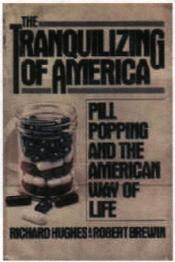 THE
TRANQUILIZING
OF AMERICA
PILL
POPPING
AND THE
AMERICAN
WAY OF
LIFE
RICHARD HUGHES & ROBERT BREWIN